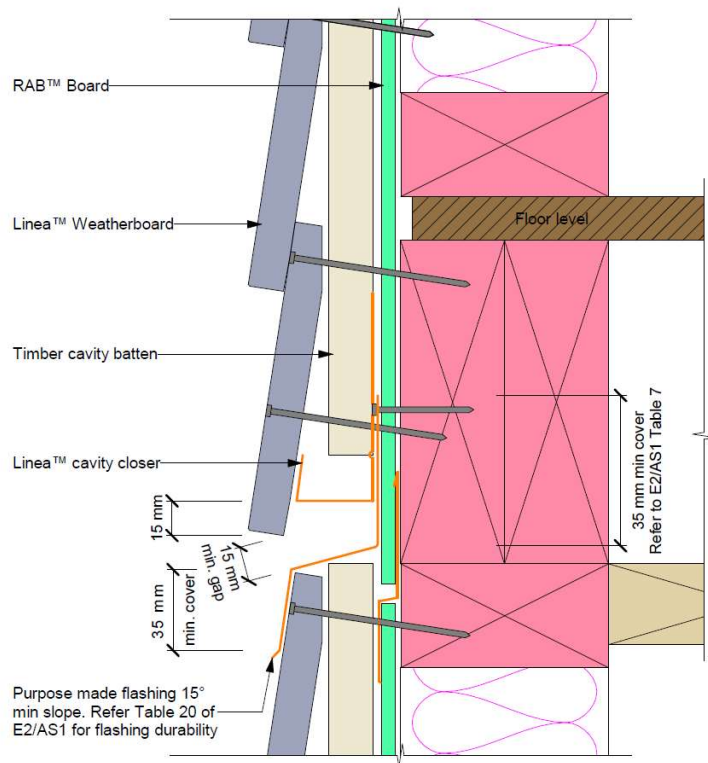 RAB™ Board
Linea™ Weatherboard
Floor level
Timber cavity batten
Linea™ cavity closer
35 mm min cover
Refer to E2/AS1 Table 7
15 mm
15 mm
min. gap
35 mm
min. cover
Purpose made flashing 15°
min slope. Refer Table 20 of
E2/AS1 for flashing durability